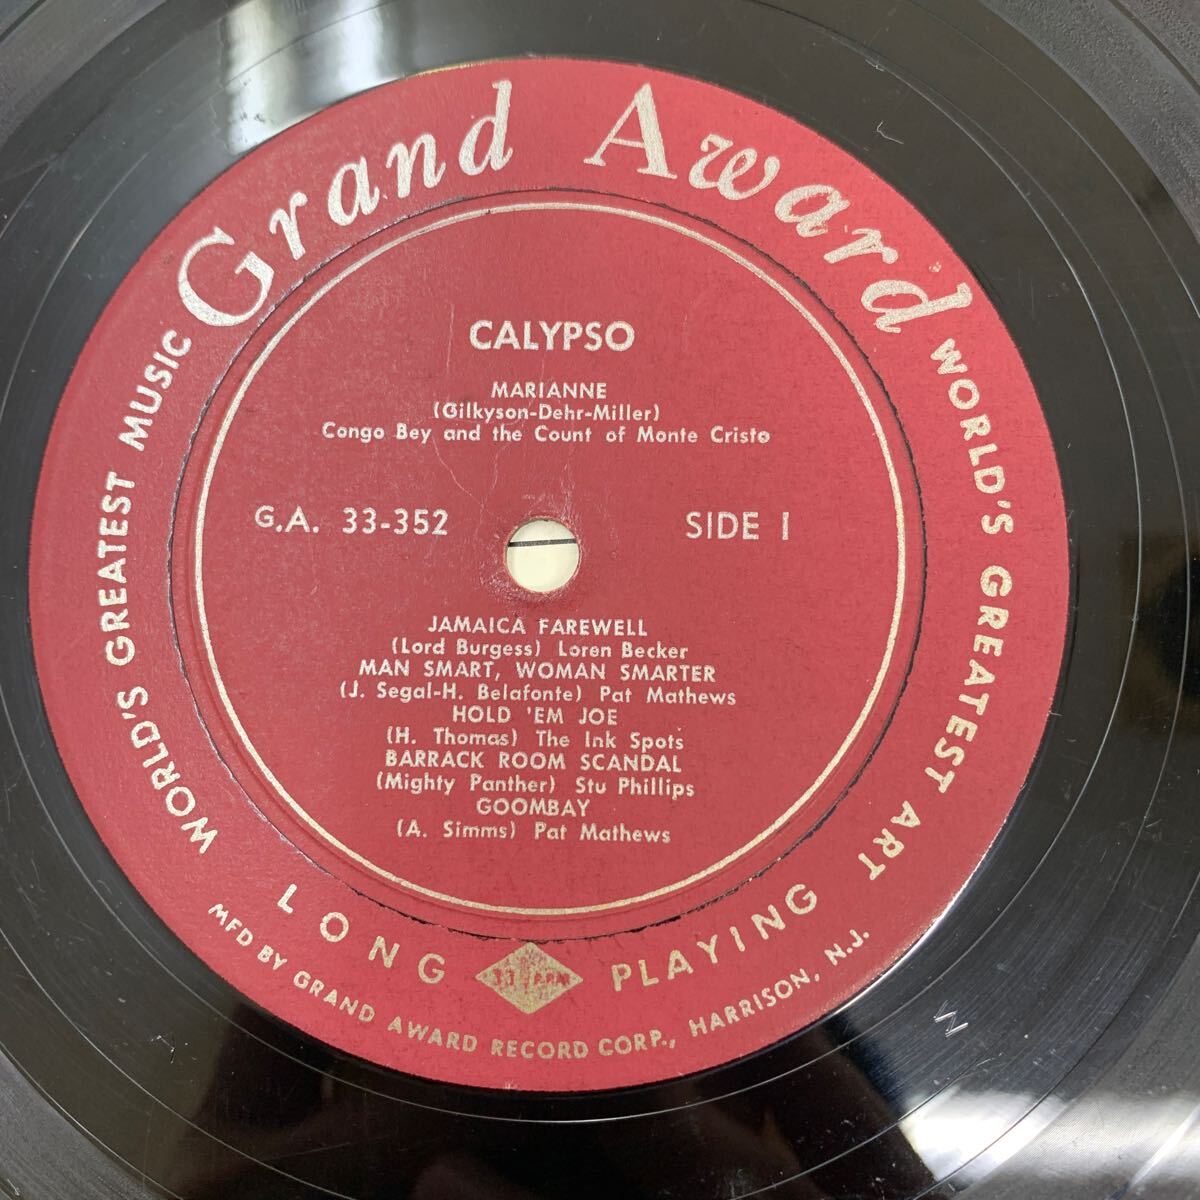 Grand Award
WORLD'S GREATEST MUSIC
WORLD'S GREATEST ART
CALYPSO
MARIANNE
(Gilkyson-Dehr-Miller)
Congo Bey and the Count of Monte Cristo
G.A. 33-352
SIDE I
JAMAICA FAREWELL
(Lord Burgess) Loren Becker
MAN SMART, WOMAN SMARTER
(J. Segal-H. Belafonte) Pat Mathews
HOLD 'EM JOE
(H. Thomas) The Ink Spots
BARRACK ROOM SCANDAL
(Mighty Panther) Stu Phillips
GOOMBAY
(A. Simms) Pat Mathews
LONG PLAYING
MFD BY GRAND AWARD RECORD CORP., HARRISON, N.J.